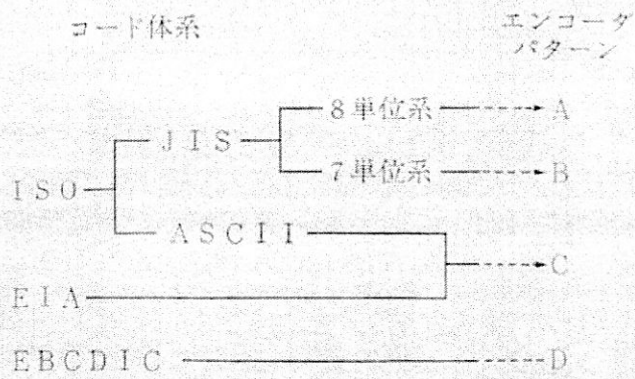 コード体系
エンコーダ
パターン
8単位系 A
JIS
7単位系 B
ISO
ASCII
C
EIA
EBCDIC D